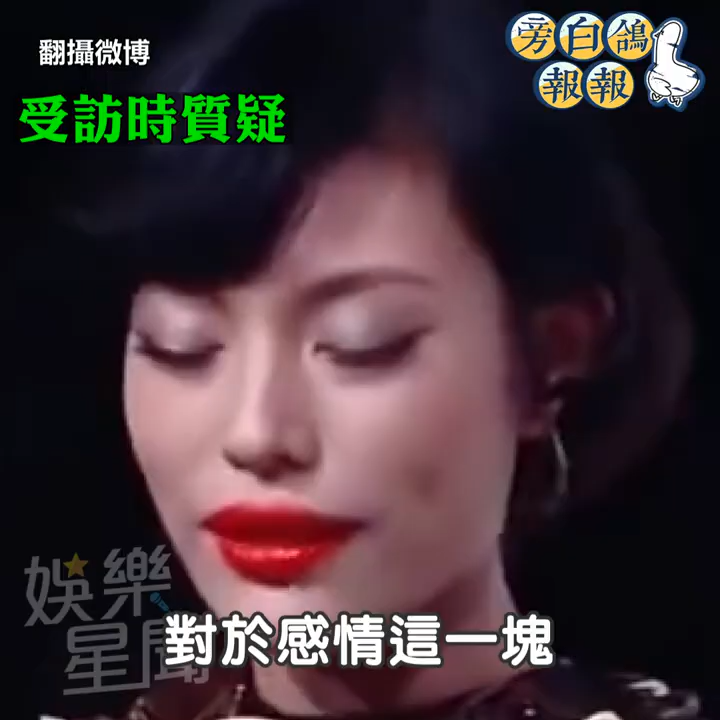 翻攝微博
旁白鴿
報報
受訪時質疑
娛樂
星聞
對於感情這一塊